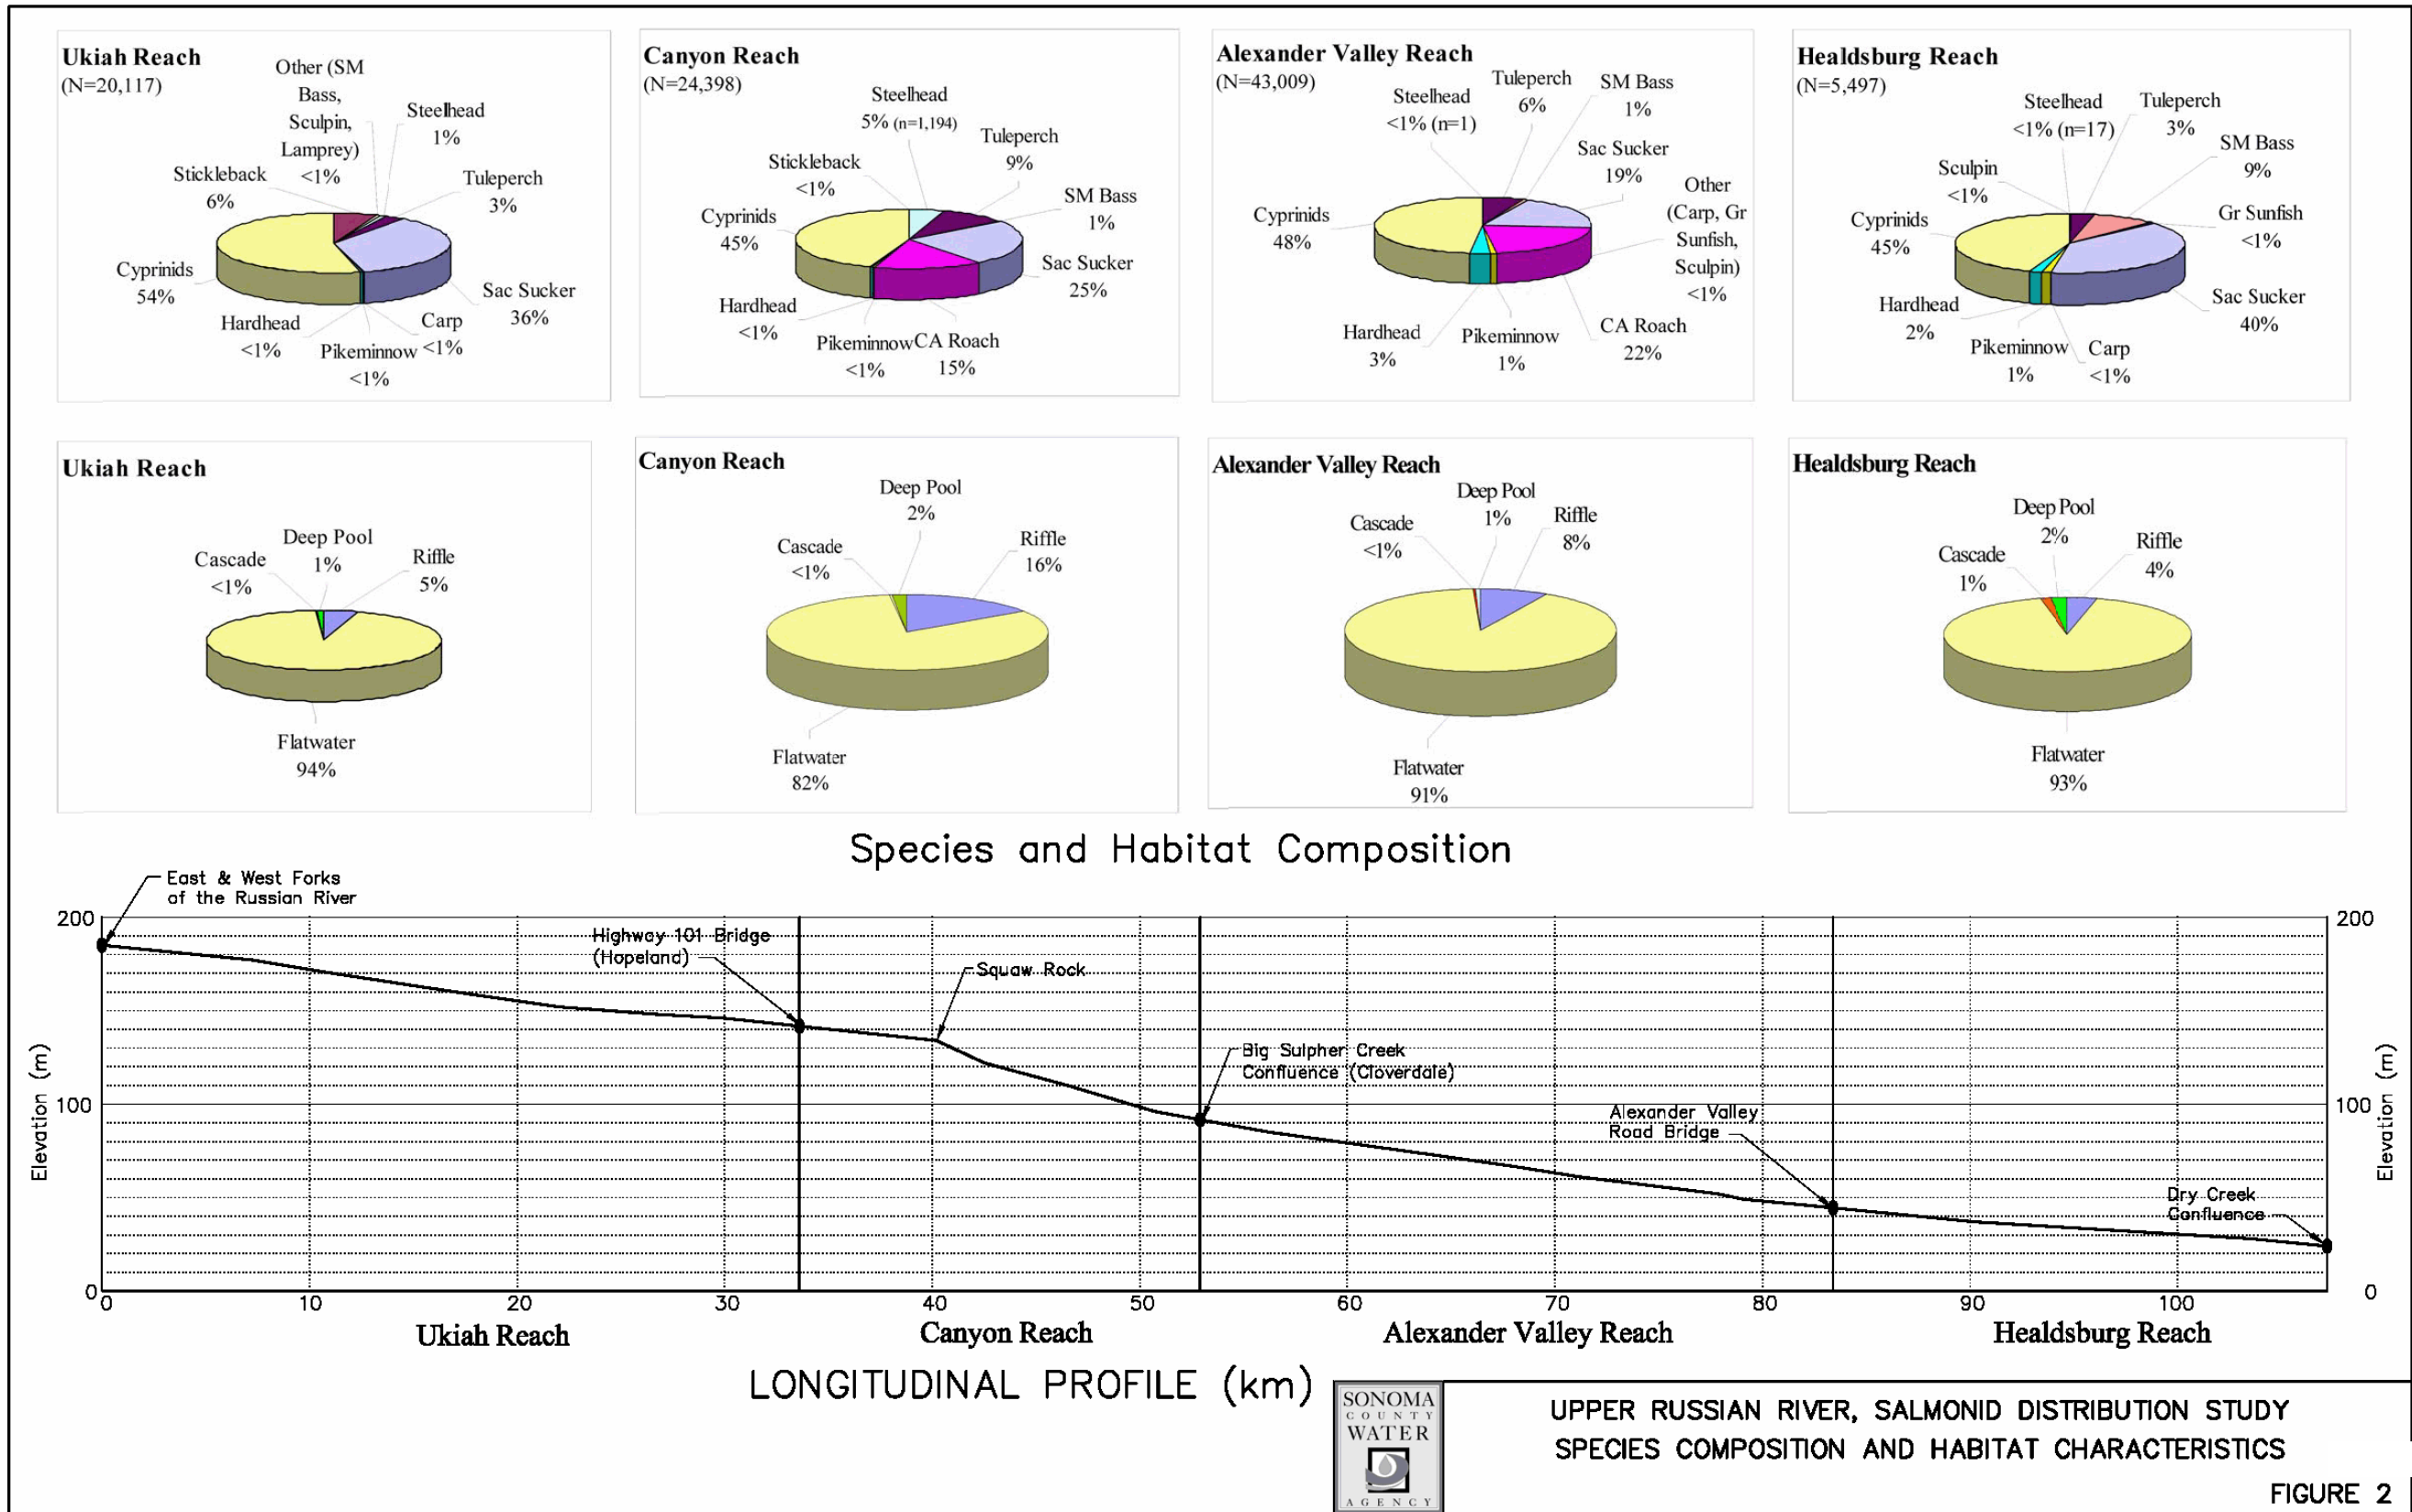 Ukiah Reach
(N=20,117)
Other (SM
Bass,
Sculpin,
Lamprey)
<1%
Steelhead
1%
Stickleback
6%
Tuleperch
3%
Cyprinids
54%
Sac Sucker
36%
Hardhead
<1%
Carp
<1%
Pikeminnow
<1%
Canyon Reach
(N=24,398)
Steelhead
5% (n=1,194)
Tuleperch
9%
Stickleback
<1%
SM Bass
1%
Cyprinids
45%
Sac Sucker
25%
Hardhead
<1%
Pikeminnow
<1%
CA Roach
15%
Alexander Valley Reach
(N=43,009)
Tuleperch
6%
SM Bass
1%
Steelhead
<1% (n=1)
Sac Sucker
19%
Other
(Carp, Gr
Sunfish,
Sculpin)
<1%
Cyprinids
48%
Hardhead
3%
Pikeminnow
1%
CA Roach
22%
Healdsburg Reach
(N=5,497)
Steelhead
<1% (n=17)
Tuleperch
3%
SM Bass
9%
Sculpin
<1%
Gr Sunfish
<1%
Cyprinids
45%
Sac Sucker
40%
Hardhead
2%
Pikeminnow
1%
Carp
<1%
Ukiah Reach
Deep Pool
1%
Cascade
<1%
Riffle
5%
Flatwater
94%
Canyon Reach
Deep Pool
2%
Cascade
<1%
Riffle
16%
Flatwater
82%
Alexander Valley Reach
Deep Pool
1%
Cascade
<1%
Riffle
8%
Flatwater
91%
Healdsburg Reach
Deep Pool
2%
Cascade
1%
Riffle
4%
Flatwater
93%
Species and Habitat Composition
East & West Forks
of the Russian River
Highway 101 Bridge
(Hopeland)
Squaw Rock
Big Sulpher Creek
Confluence (Cloverdale)
Alexander Valley
Road Bridge
Dry Creek
Confluence
200
100
0
Elevation (m)
200
100
0
Elevation (m)
0 10 20 30 40 50 60 70 80 90 100
Ukiah Reach Canyon Reach Alexander Valley Reach Healdsburg Reach
LONGITUDINAL PROFILE (km)
SONOMA
COUNTY
WATER
AGENCY
UPPER RUSSIAN RIVER, SALMONID DISTRIBUTION STUDY
SPECIES COMPOSITION AND HABITAT CHARACTERISTICS
FIGURE 2